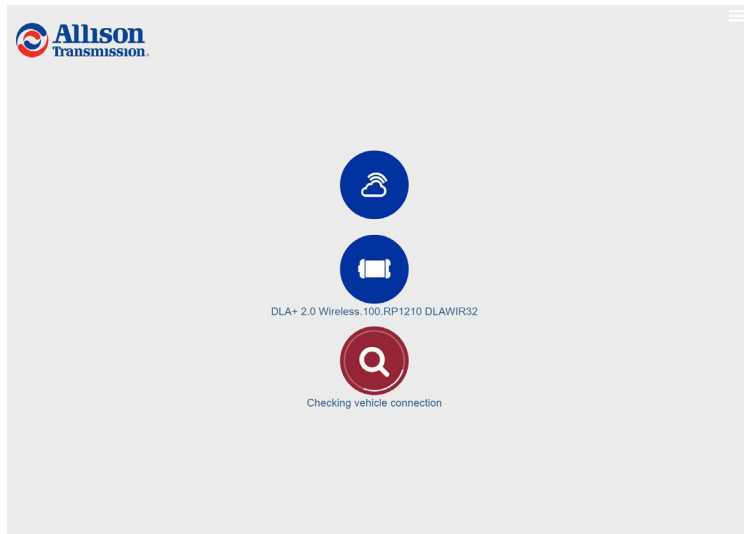 Allison
Transmission.
DLA+ 2.0 Wireless.100.RP1210 DLAWIR32
Checking vehicle connection